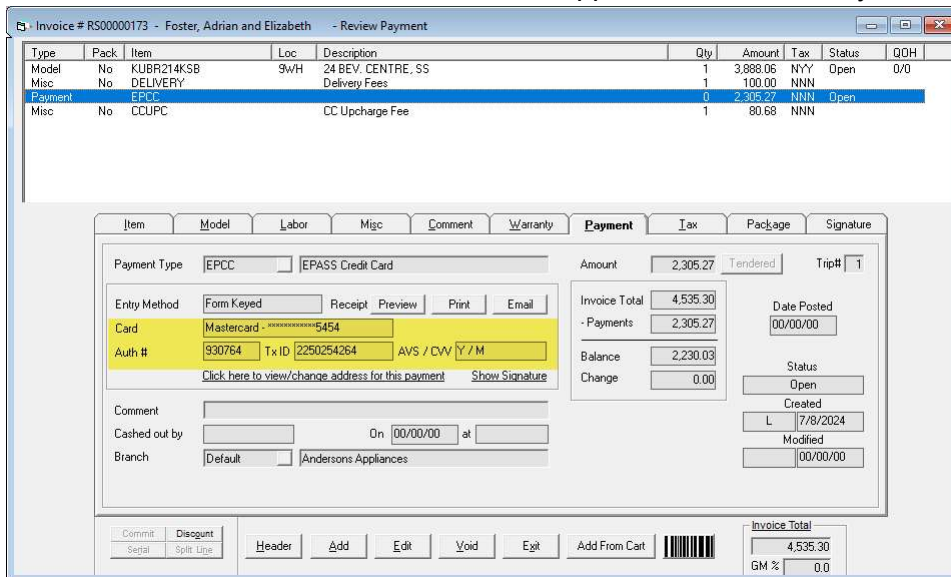 Invoice # RS00000173 - Foster, Adrian and Elizabeth - Review Payment
Type Pack Item Loc Description Qty Amount Tax Status QOH
Model No KUBR214KSB 9WH 24 BEV. CENTRE, SS 1 3,888.06 NYY Open 0/0
Misc No DELIVERY Delivery Fees 1 100.00 NNN
Payment EPCC 0 2,305.27 NNN Open
Misc No CCUPC CC Upcharge Fee 1 80.68 NNN
Item Model Labor Misc Comment Warranty Payment Tax Package Signature
Payment Type EPCC EPASS Credit Card Amount 2,305.27 Tendered Trip# 1
Entry Method Form Keyed Receipt Preview Print Email Invoice Total 4,535.30 Date Posted
Card Mastercard - ************5454 - Payments 2,305.27 00/00/00
Auth # 930764 Tx ID 2250254264 AVS / CVV Y / M Balance 2,230.03 Status
Click here to view/change address for this payment Show Signature Change 0.00 Open
Comment Created
L 7/8/2024
Cashed out by On 00/00/00 at Modified
Branch Default Andersons Appliances 00/00/00
Commit Discount Invoice Total
Serial Split Line Header Add Edit Void Exit Add From Cart 4,535.30
GM % 0.0